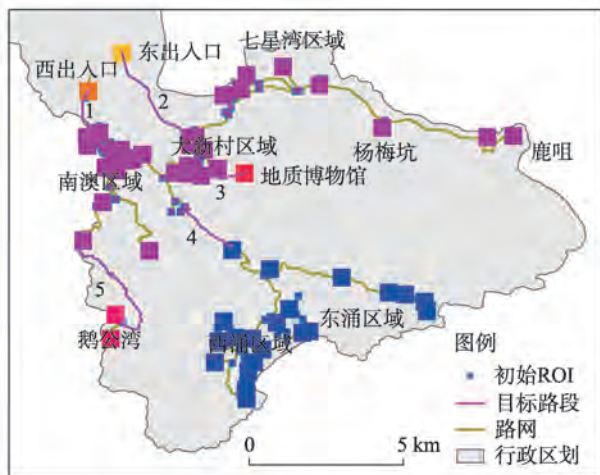 七星湾区域
东出入口
西出入口
1
2
大新村区域
杨梅坑
鹿咀
3
地质博物馆
南澳区域
4
5
东涌区域
鹅公湾
西涌区域
图例
初始ROI
目标路段
路网
行政区划
0
5 km